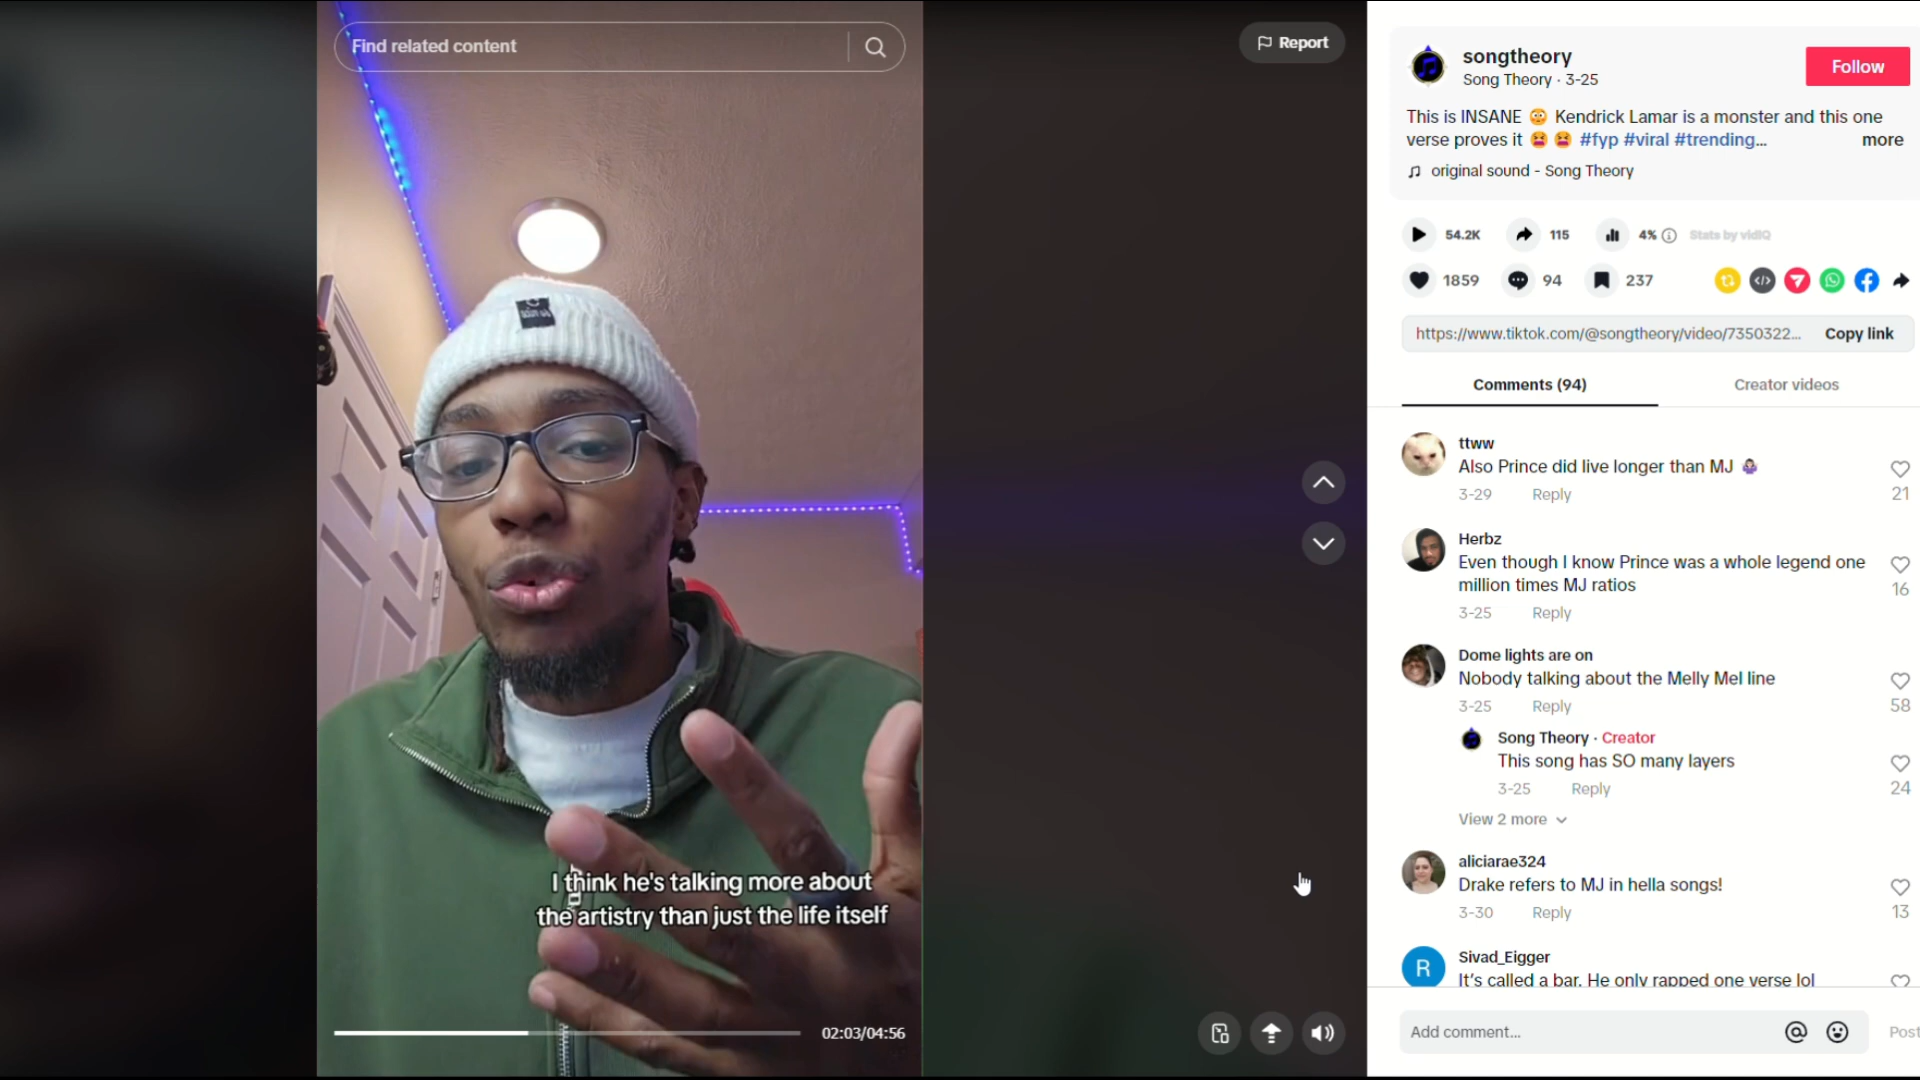 Find related content
Report
I think he's talking more about
the artistry than just the life itself
02:03/04:56
songtheory
Song Theory · 3-25
Follow
This is INSANE 😳 Kendrick Lamar is a monster and this one
verse proves it 😫 😫 #fyp #viral #trending...
more
original sound - Song Theory
54.2K
115
4%
Stats by vidIQ
1859
94
237
https://www.tiktok.com/@songtheory/video/7350322...
Copy link
Comments (94)
Creator videos
ttww
Also Prince did live longer than MJ 🤷🏽‍♀️
3-29 Reply
21
Herbz
Even though I know Prince was a whole legend one
million times MJ ratios
3-25 Reply
16
Dome lights are on
Nobody talking about the Melly Mel line
3-25 Reply
58
Song Theory · Creator
This song has SO many layers
3-25 Reply
24
View 2 more
aliciarae324
Drake refers to MJ in hella songs!
3-30 Reply
13
R
Sivad_Eigger
It's called a bar. He only rapped one verse lol
Add comment...
Post